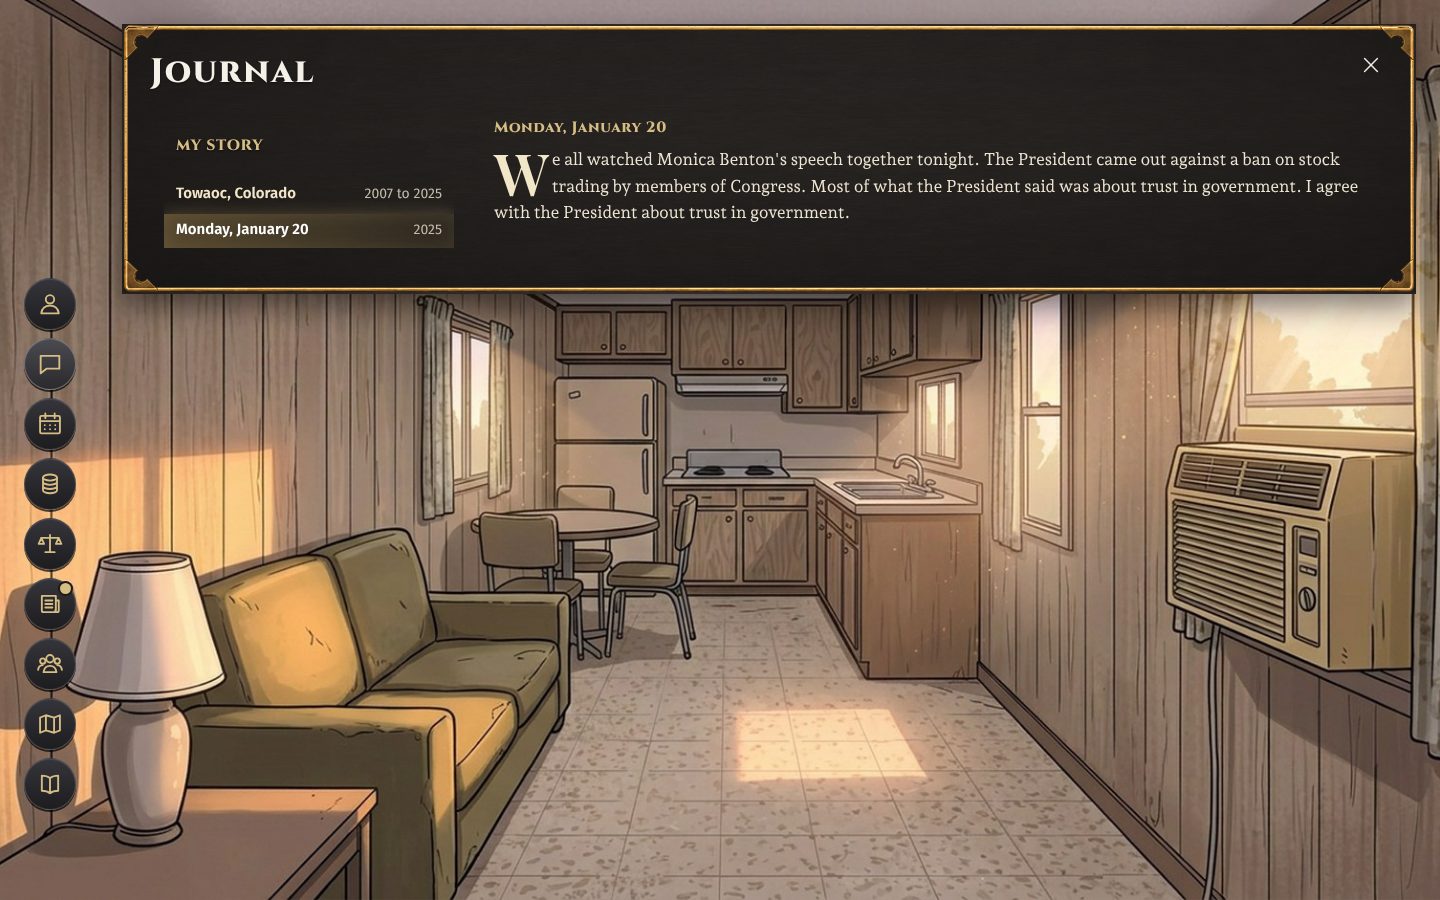 Journal
MY STORY
Towaoc, Colorado 2007 to 2025
Monday, January 20 2025
Monday, January 20
We all watched Monica Benton's speech together tonight. The President came out against a ban on stock
trading by members of Congress. Most of what the President said was about trust in government. I agree
with the President about trust in government.